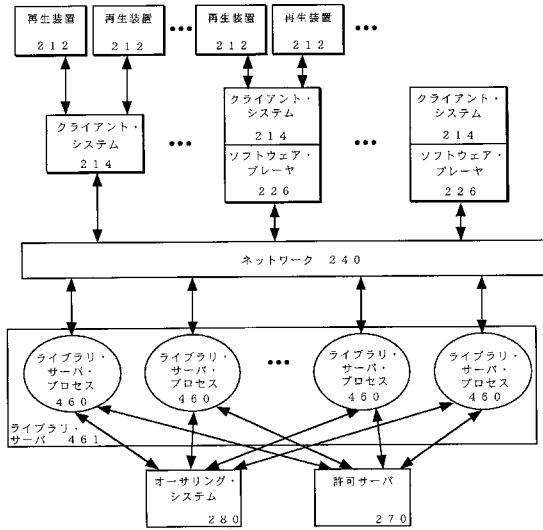 再生装置
２１２
再生装置
２１２
再生装置
２１２
再生装置
２１２
クライアント・
システム
２１４
クライアント・
システム
２１４
ソフトウェア・
プレーヤ
２２６
クライアント・
システム
２１４
ソフトウェア・
プレーヤ
２２６
ネットワーク ２４０
ライブラリ・
サーバ・
プロセス
４６０
ライブラリ・
サーバ・
プロセス
４６０
ライブラリ・
サーバ・
プロセス
４６０
ライブラリ・
サーバ・
プロセス
４６０
ライブラリ・
サーバ ４６１
オーサリング・
システム
２８０
許可サーバ
２７０